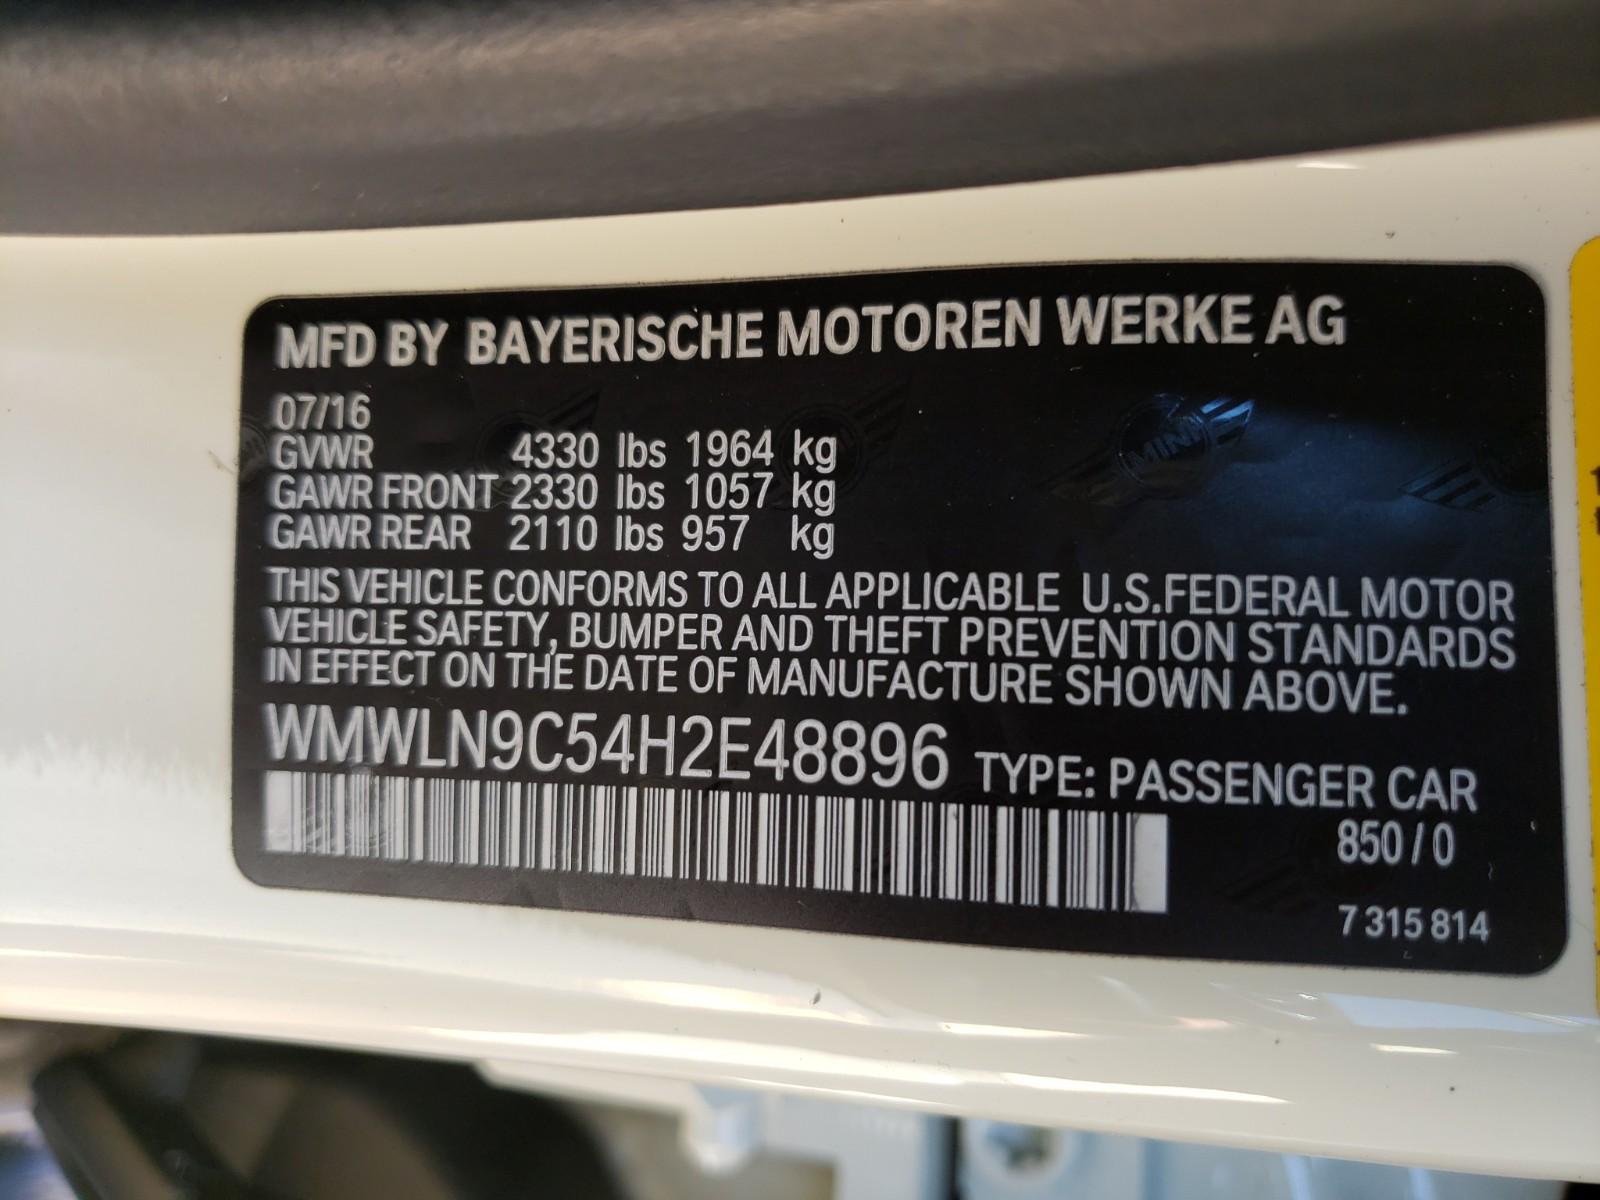 MFD BY BAYERISCHE MOTOREN WERKE AG
07/16
GVWR 4330 lbs 1964 kg
GAWR FRONT 2330 lbs 1057 kg
GAWR REAR 2110 lbs 957 kg
THIS VEHICLE CONFORMS TO ALL APPLICABLE U.S.FEDERAL MOTOR
VEHICLE SAFETY, BUMPER AND THEFT PREVENTION STANDARDS
IN EFFECT ON THE DATE OF MANUFACTURE SHOWN ABOVE.
WMWLN9C54H2E48896 TYPE: PASSENGER CAR
850/0
7 315 814
MINI